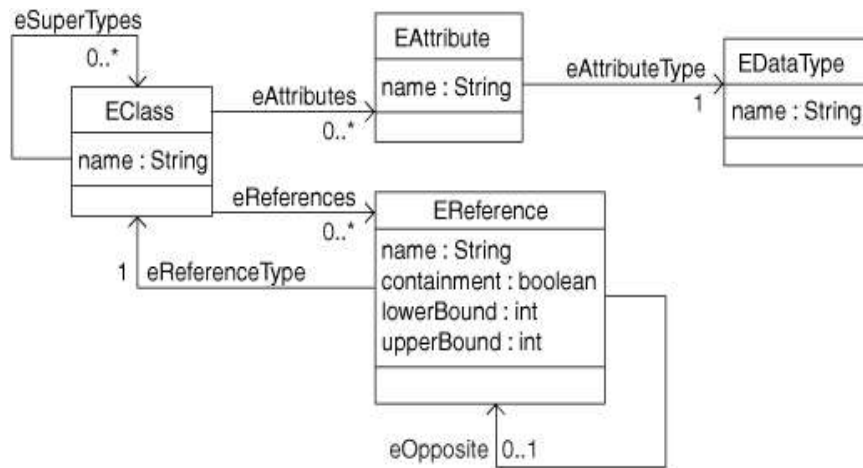 eSuperTypes
0..*
EClass
name : String
eAttributes
0..*
EAttribute
name : String
eAttributeType
1
EDataType
name : String
eReferences
0..*
1 eReferenceType
EReference
name : String
containment : boolean
lowerBound : int
upperBound : int
eOpposite 0..1